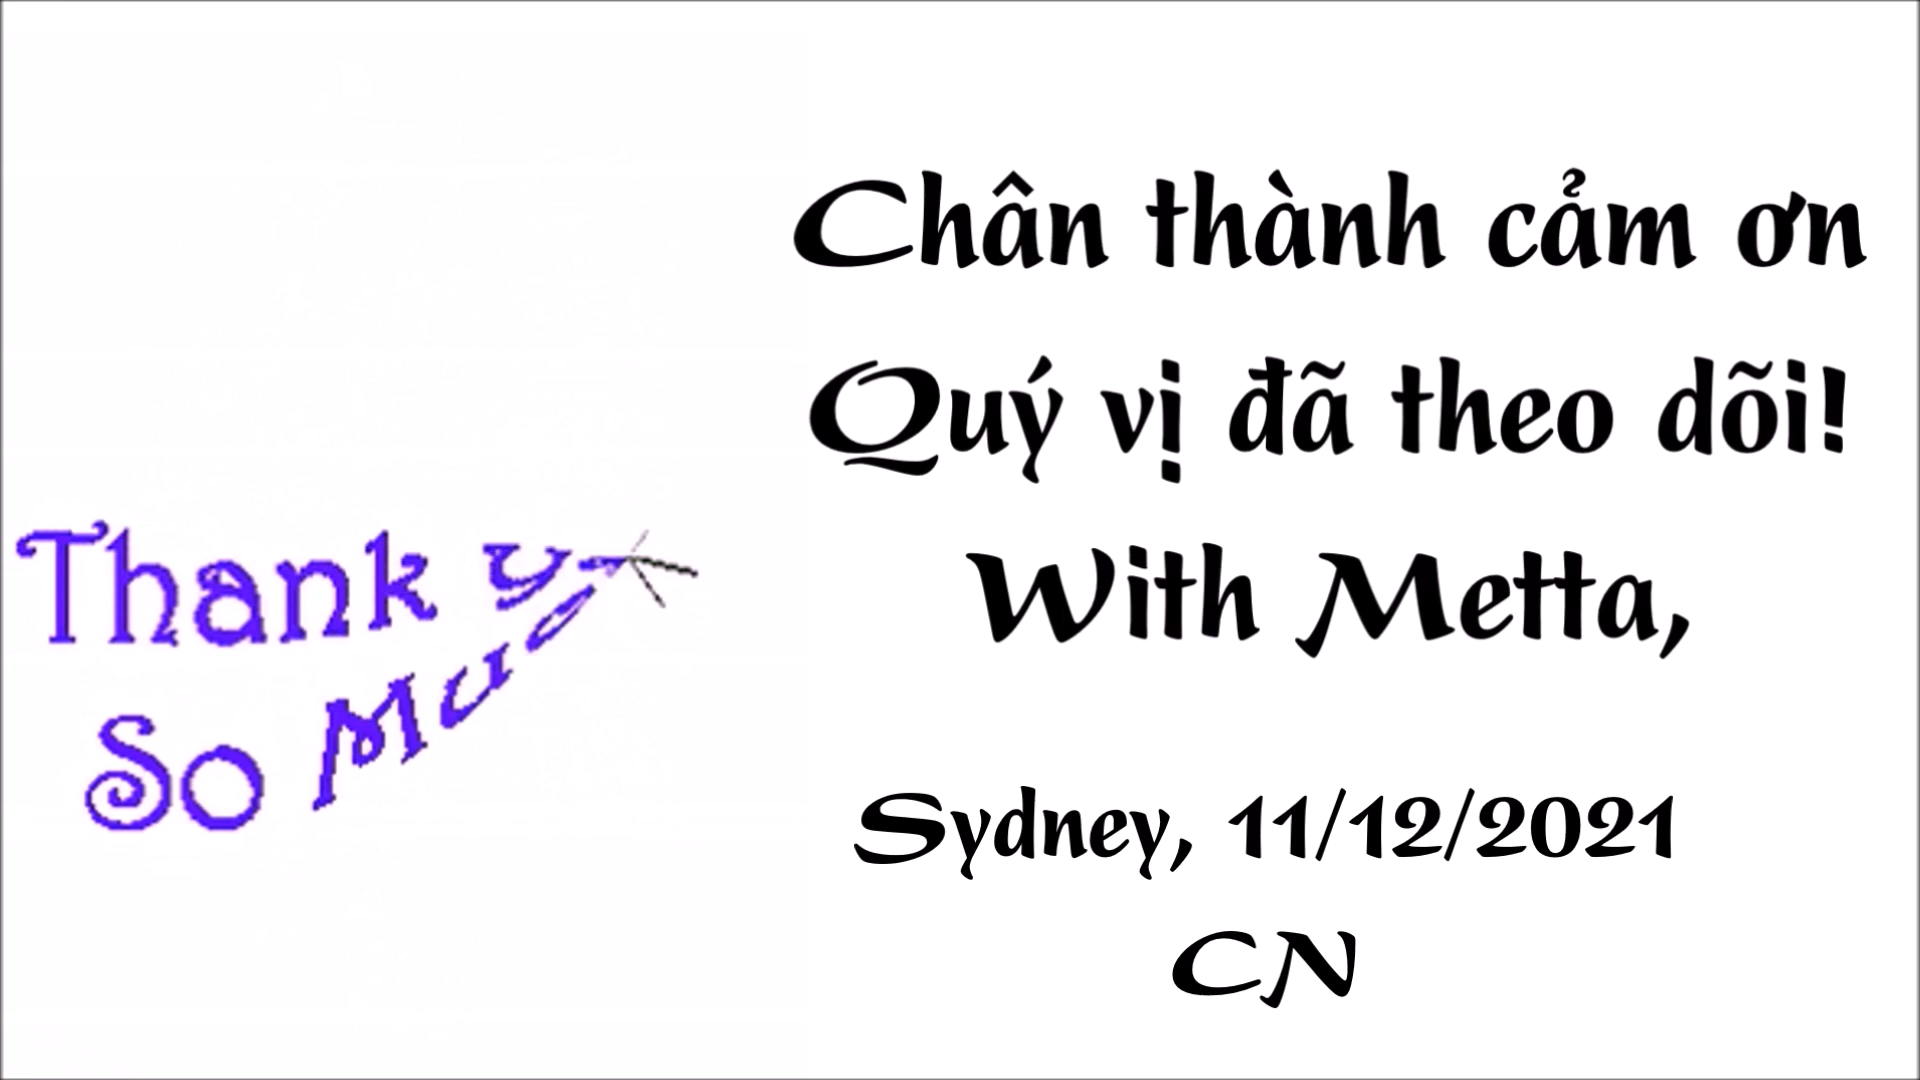 Chân thành cảm ơn
Quý vị đã theo dõi!
With Metta,
Sydney, 11/12/2021
CN
Thank y
So Muc